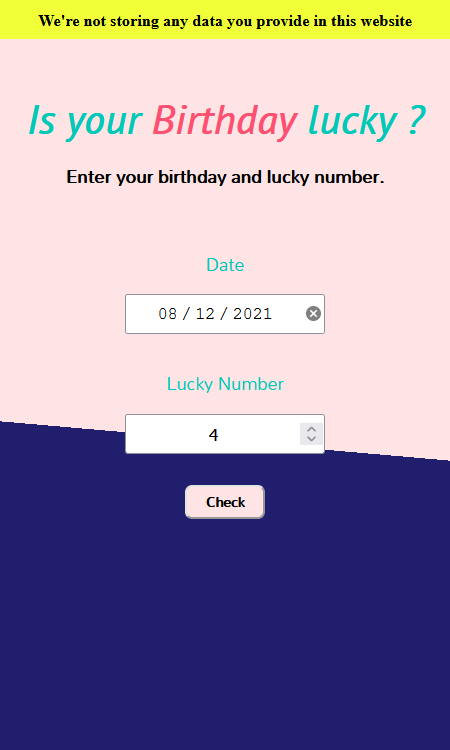 We're not storing any data you provide in this website
Is your Birthday lucky ?
Enter your birthday and lucky number.
Date
08 / 12 / 2021
Lucky Number
4
Check